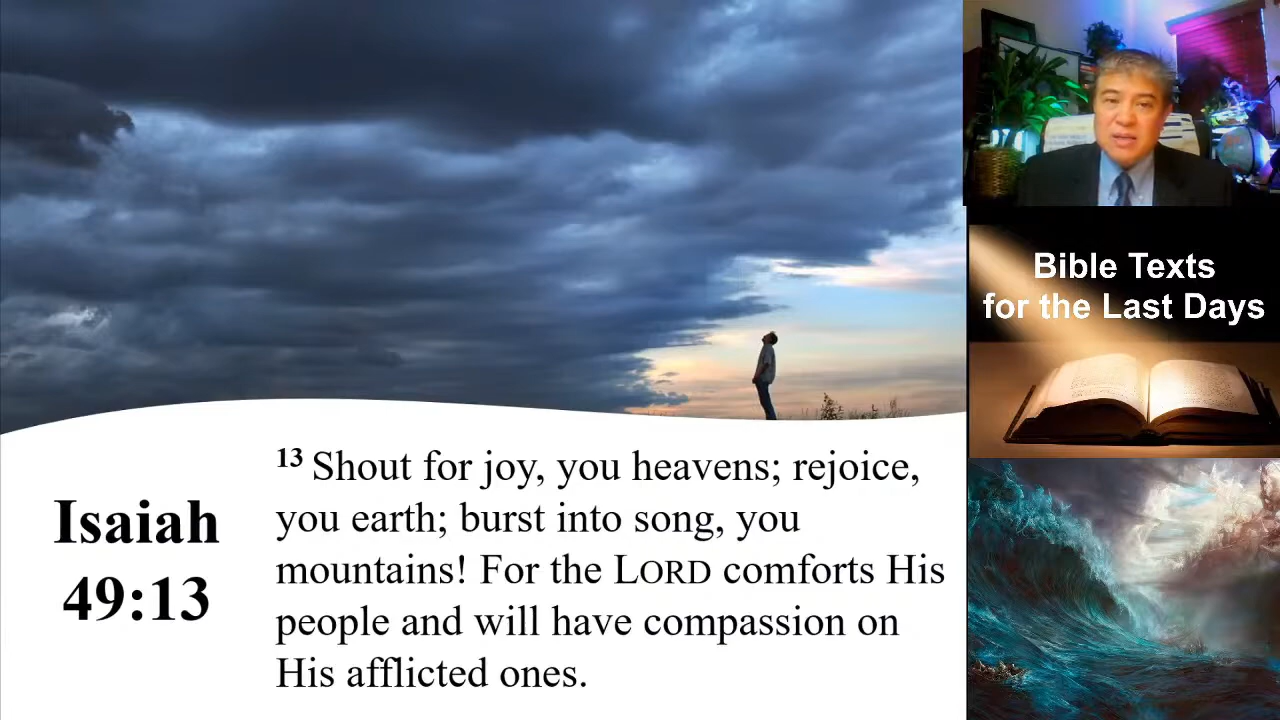 Bible Texts
for the Last Days
Isaiah
49:13
13 Shout for joy, you heavens; rejoice,
you earth; burst into song, you
mountains! For the LORD comforts His
people and will have compassion on
His afflicted ones.